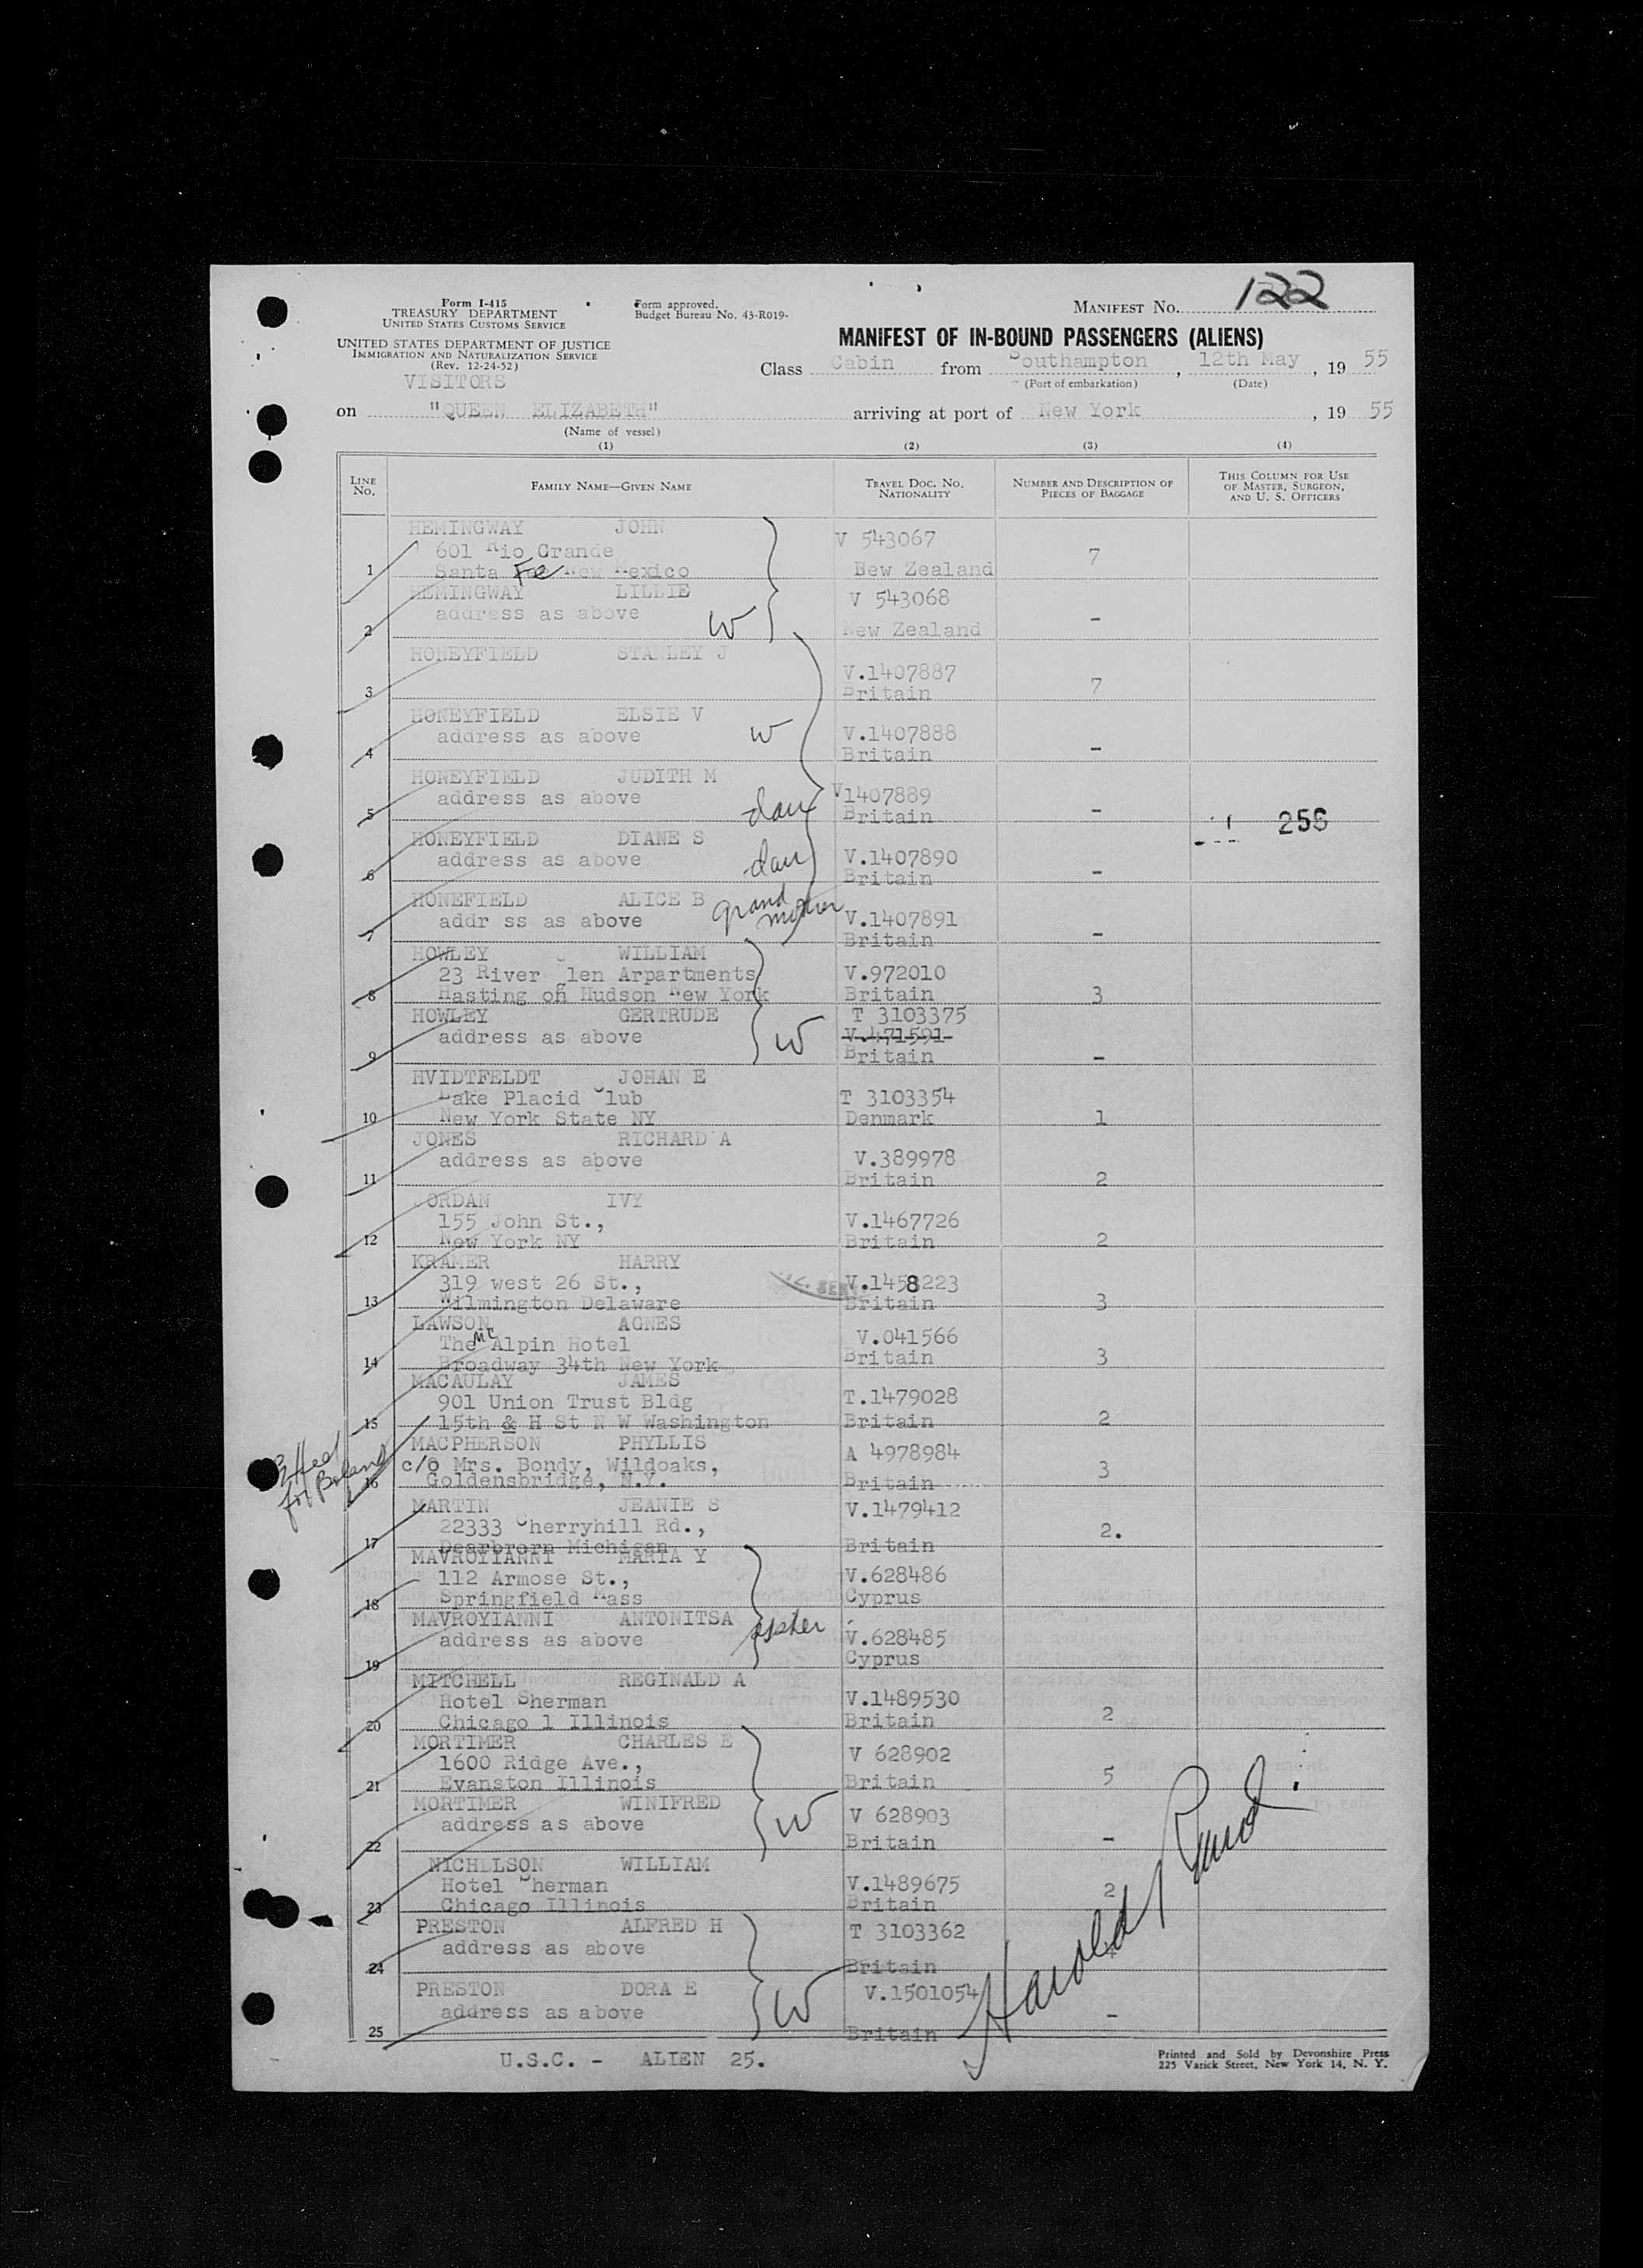 122
Form I-415
TREASURY DEPARTMENT
UNITED STATES CUSTOMS SERVICE
Form approved.
Budget Bureau No. 43-R019-
MANIFEST No.
UNITED STATES DEPARTMENT OF JUSTICE
IMMIGRATION AND NATURALIZATION SERVICE
(Rev. 12-24-52)
VISITORS
MANIFEST OF IN-BOUND PASSENGERS (ALIENS)
Class Cabin from Southampton, 12th May, 19 55
(Port of embarkation) (Date)
on "QUEEN ELIZABETH" arriving at port of New York, 19 55
(Name of vessel)
(1) (2) (3) (4)
LINE No. FAMILY NAME—GIVEN NAME TRAVEL DOC. No. NATIONALITY NUMBER AND DESCRIPTION OF PIECES OF BAGGAGE THIS COLUMN FOR USE OF MASTER, SURGEON, AND U. S. OFFICERS
HEMINGWAY JOHN V 543067
601 Rio Grande 7
1 Santa Fe New Mexico Bew Zealand
HEMINGWAY LILLIE V 543068
address as above W -
2 New Zealand
HONEYFIELD STANLEY J V.1407887
3 Britain 7
HONEYFIELD ELSIE V
address as above W V.1407888
4 Britain -
HONEYFIELD JUDITH M
address as above dau V1407889
5 Britain - 256
HONEYFIELD DIANE S
address as above dau V.1407890
6 Britain -
HONEFIELD ALICE B grand mother
addr ss as above V.1407891
7 Britain -
HOWLEY WILLIAM
23 River glen Arpartments V.972010
8 Hasting on Hudson New York Britain 3
HOWLEY GERTRUDE T 3103375
address as above W V.471591
9 Britain -
HVIDTFELDT JOHAN E
Lake Placid Club T 3103354
10 New York State NY Denmark 1
JONES RICHARD A
address as above V.389978
11 Britain 2
JORDAN IVY
155 John St., V.1467726
12 New York NY Britain 2
KRAMER HARRY
319 west 26 St., V.1458223
13 Wilmington Delaware Britain 3
LAWSON AGNES
The Mc Alpin Hotel V.041566
14 Broadway 34th New York Britain 3
MACAULAY JAMES
901 Union Trust Bldg T.1479028
15 15th & H St N W Washington Britain 2
MACPHERSON PHYLLIS A 4978984
c/o Mrs. Bondy, Wildoaks, 3
16 Goldensbridge, N.Y. Britain
MARTIN JEANIE S V.1479412
22333 Cherryhill Rd., 2.
17 Dearbrorn Michigan Britain
MAVROYIANNI MARIA Y
112 Armose St., V.628486
18 Springfield Mass Cyprus
MAVROYIANNI ANTONITSA sister
address as above V.628485
19 Cyprus
MITCHELL REGINALD A
Hotel Sherman V.1489530
20 Chicago 1 Illinois Britain 2
MORTIMER CHARLES E
1600 Ridge Ave., V 628902
21 Evanston Illinois Britain 5
MORTIMER WINIFRED
address as above W V 628903
22 Britain -
NICHLLSON WILLIAM
Hotel Sherman V.1489675
23 Chicago Illinois Britain 2
PRESTON ALFRED H T 3103362
address as above
24 Britain
PRESTON DORA E V.1501054
address as above W
25 Britain -
Harold
U.S.C. - ALIEN 25.
Printed and Sold by Devonshire Press
225 Varick Street, New York 14, N. Y.